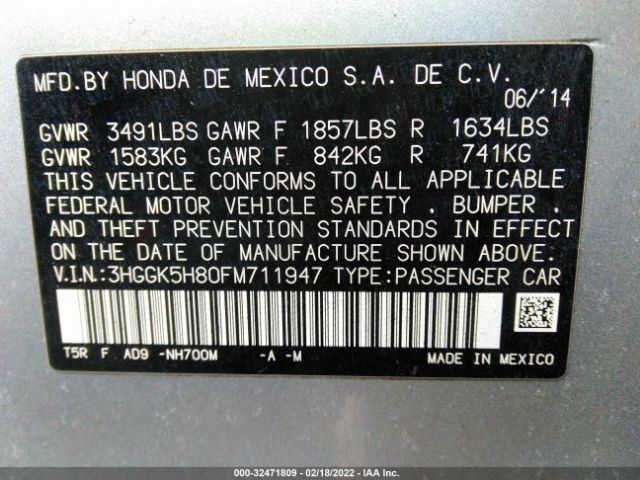 MFD.BY HONDA DE MEXICO S.A. DE C.V.
06/'14
GVWR 3491LBS GAWR F 1857LBS R 1634LBS
GVWR 1583KG GAWR F 842KG R 741KG
THIS VEHICLE CONFORMS TO ALL APPLICABLE
FEDERAL MOTOR VEHICLE SAFETY , BUMPER ,
AND THEFT PREVENTION STANDARDS IN EFFECT
ON THE DATE OF MANUFACTURE SHOWN ABOVE.
V.I.N.:3HGGK5H80FM711947 TYPE:PASSENGER CAR
T5R F AD9 -NH700M -A -M MADE IN MEXICO
000-32471809 - 02/18/2022 - IAA Inc.